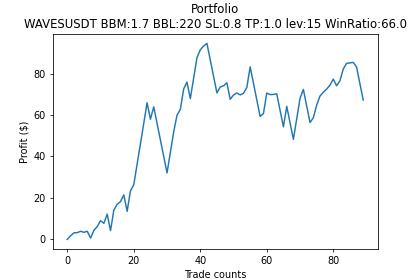 Portfolio
WAVESUSDT BBM:1.7 BBL:220 SL:0.8 TP:1.0 lev:15 WinRatio:66.0
Profit ($)
80
60
40
20
0
0 20 40 60 80
Trade counts